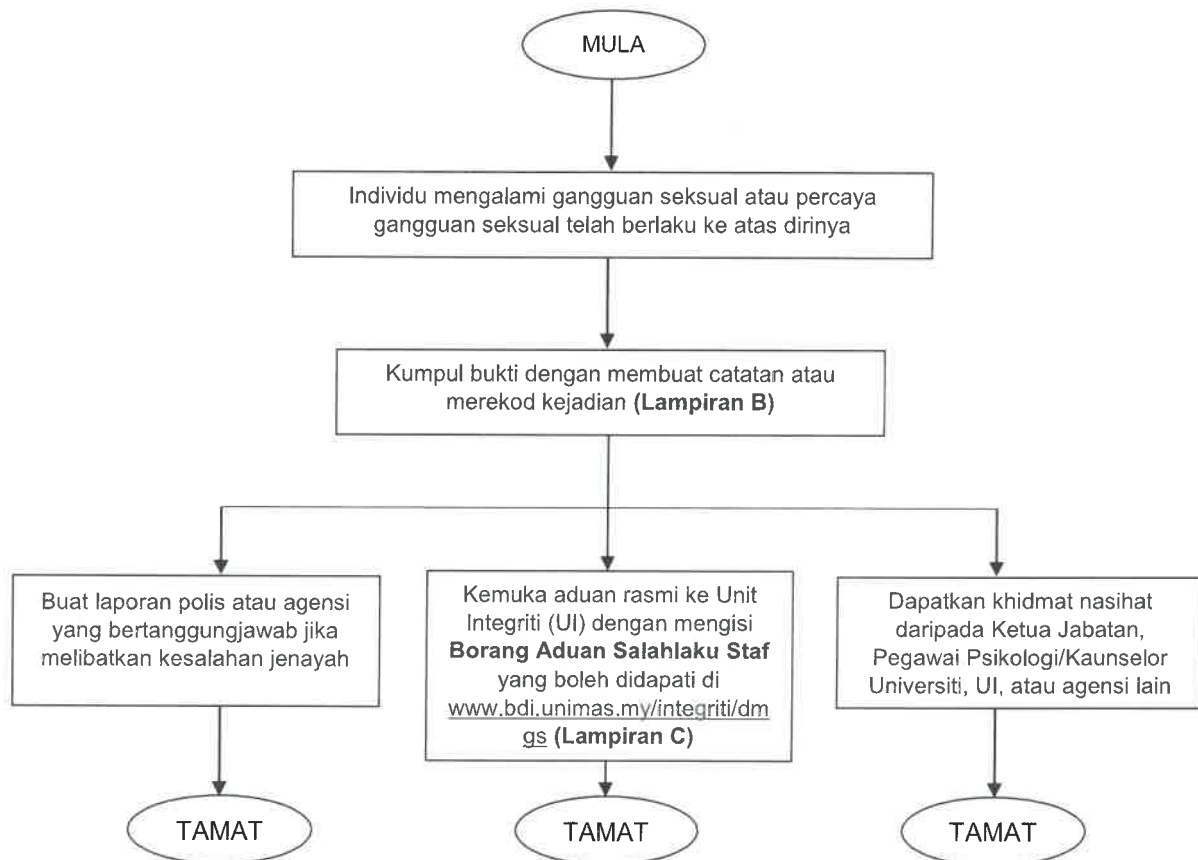 MULA
Individu mengalami gangguan seksual atau percaya
gangguan seksual telah berlaku ke atas dirinya
Kumpul bukti dengan membuat catatan atau
merekod kejadian (Lampiran B)
Buat laporan polis atau agensi
yang bertanggungjawab jika
melibatkan kesalahan jenayah
Kemuka aduan rasmi ke Unit
Integriti (UI) dengan mengisi
Borang Aduan Salahlaku Staf
yang boleh didapati di
www.bdi.unimas.my/integriti/dm
gs (Lampiran C)
Dapatkan khidmat nasihat
daripada Ketua Jabatan,
Pegawai Psikologi/Kaunselor
Universiti, UI, atau agensi lain
TAMAT
TAMAT
TAMAT